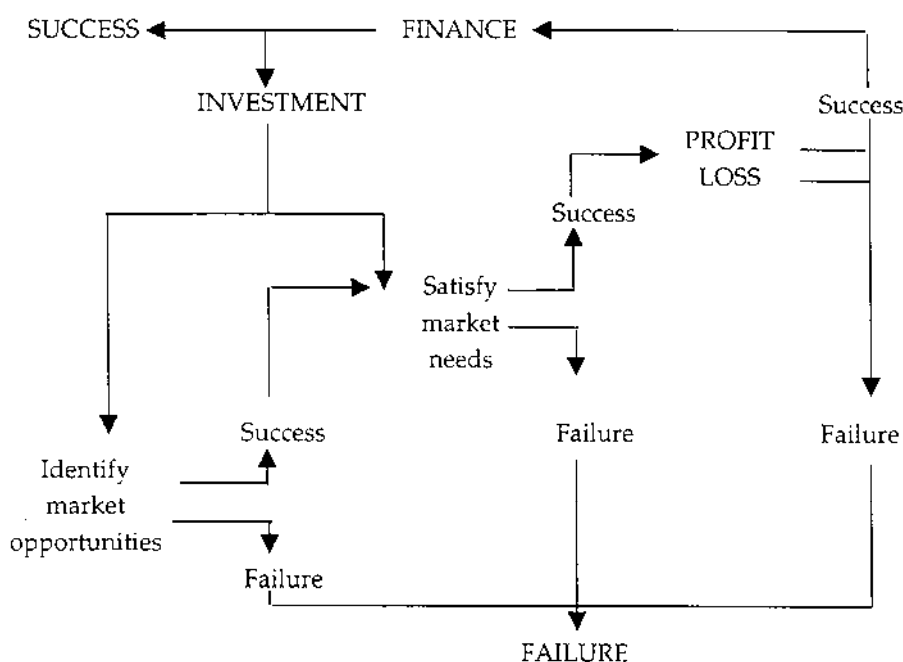 SUCCESS
FINANCE
INVESTMENT
Success
PROFIT
LOSS
Success
Satisfy
market
needs
Success
Failure
Failure
Identify
market
opportunities
Failure
FAILURE